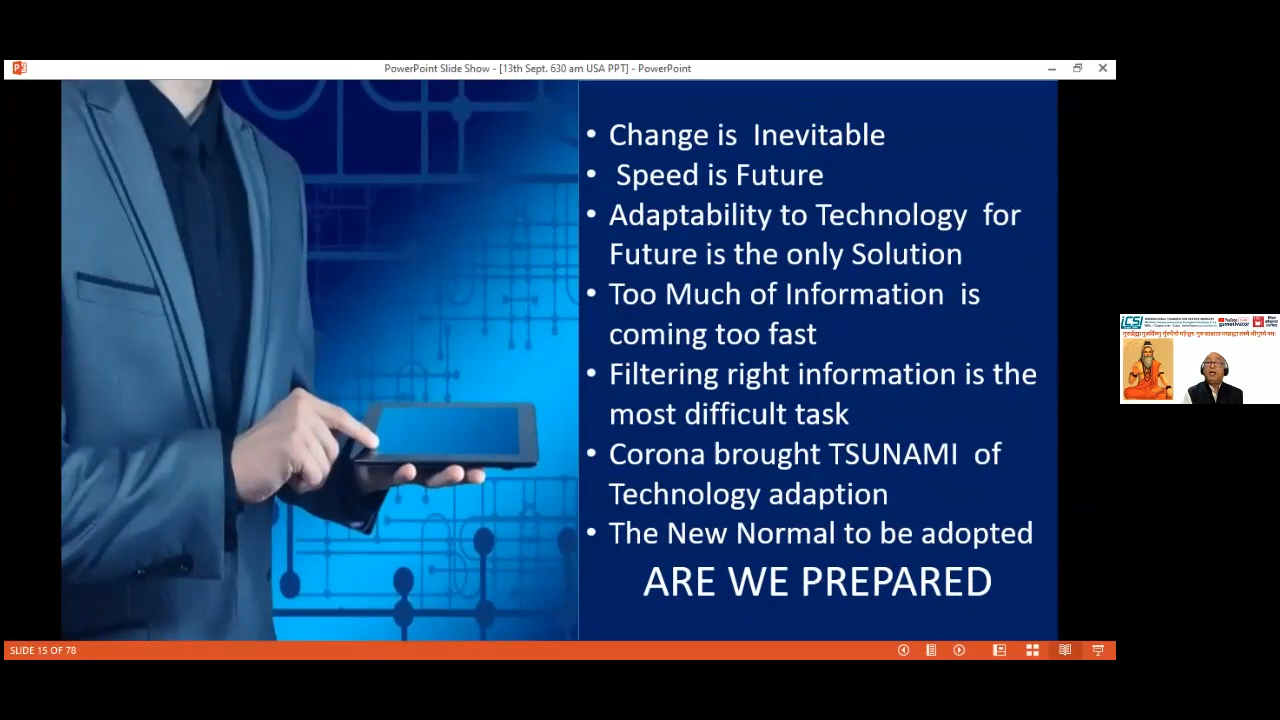 PowerPoint Slide Show - [13th Sept. 630 am USA PPT] - PowerPoint
• Change is Inevitable
• Speed is Future
• Adaptability to Technology for
Future is the only Solution
• Too Much of Information is
coming too fast
• Filtering right information is the
most difficult task
• Corona brought TSUNAMI of
Technology adaption
• The New Normal to be adopted
ARE WE PREPARED
SLIDE 15 OF 78
iCSi